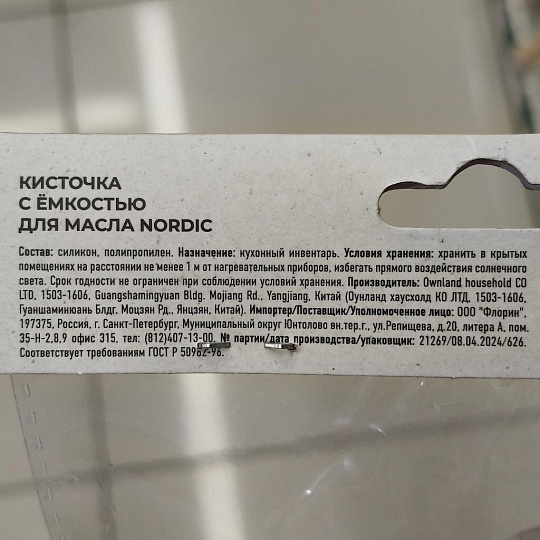 КИСТОЧКА
С ЁМКОСТЬЮ
ДЛЯ МАСЛА NORDIC
Состав: силикон, полипропилен. Назначение: кухонный инвентарь. Условия хранения: хранить в крытых
помещениях на расстоянии не менее 1 м от нагревательных приборов, избегать прямого воздействия солнечного
света. Срок годности не ограничен при соблюдении условий хранения. Производитель: Ownland household CO
LTD, 1503-1606, Guangshamingyuan Bldg. Mojiang Rd., Yangjiang, Китай (Оунланд хаусхолд КО ЛТД, 1503-1606,
Гуаншаминюань Блдг. Моцзян Рд., Янцзян, Китай). Импортер/Поставщик/Уполномоченное лицо: ООО "Флорин",
197375, Россия, г. Санкт-Петербург, Муниципальный округ Юнтолово вн.тер.г., ул.Репищева, д.20, литера А, пом.
35-Н-2,8,9 офис 315, тел: (812)407-13-00. № партии/дата производства/упаковщик: 21269/08.04.2024/626.
Соответствует требованиям ГОСТ Р 50962-96.